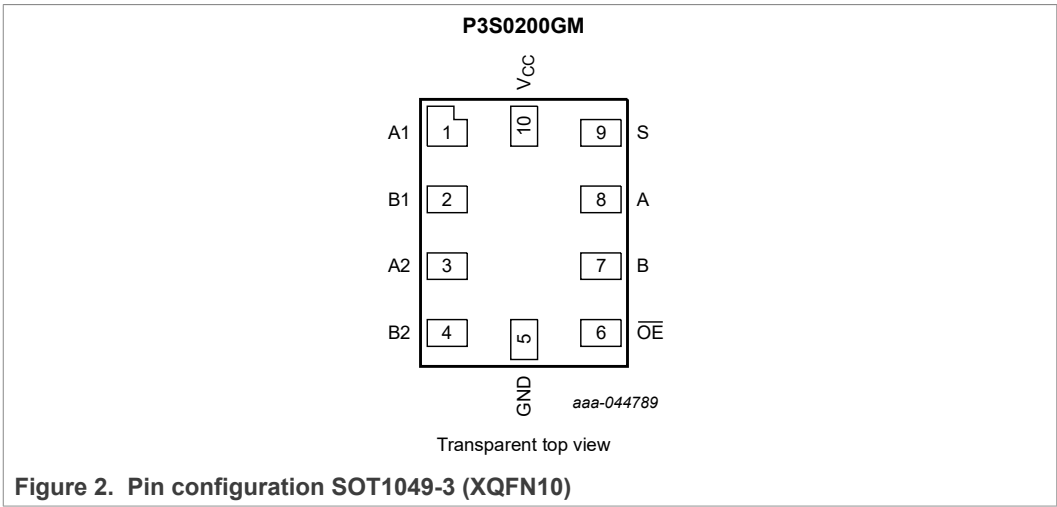 P3S0200GM
VCC
A1 1 10 9 S
B1 2 8 A
A2 3 7 B
B2 4 5 6 OE
GND
aaa-044789
Transparent top view
Figure 2. Pin configuration SOT1049-3 (XQFN10)